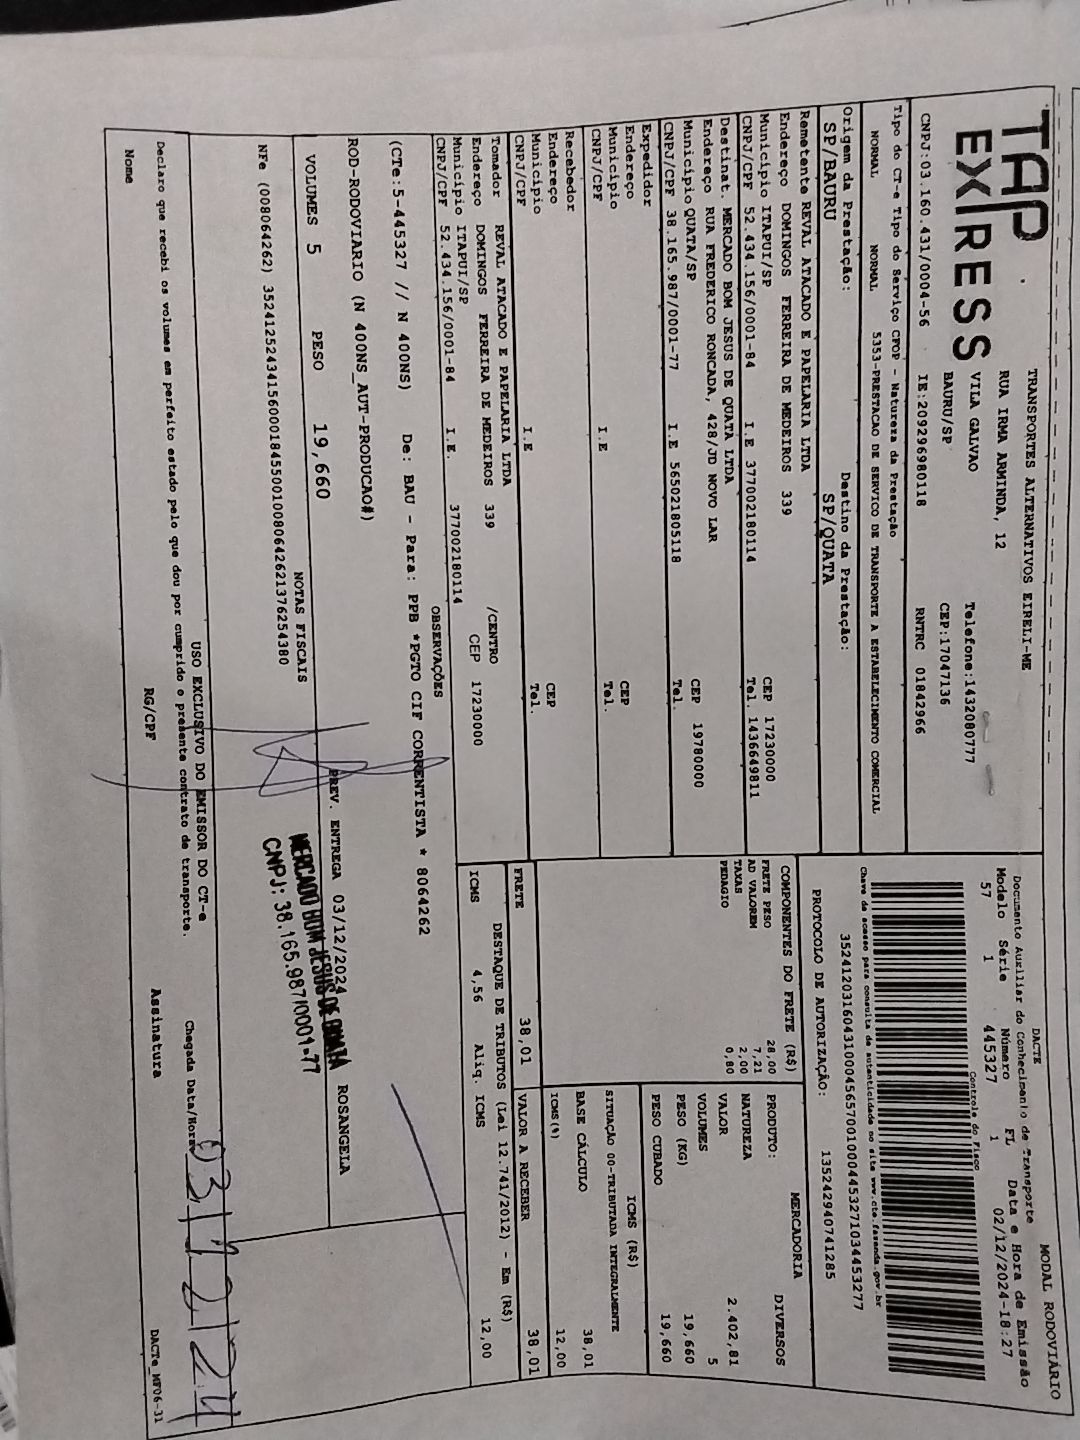 TAP
EXPRESS
TRANSPORTES ALTERNATIVOS EIRELI-ME
RUA IRMA ARMINDA, 12
VILA GALVAO
BAURU/SP
Telefone:1432080777
CEP:17047136
CNPJ:03.160.431/0004-56 IE:209296980118 RNTRC 01842966
Tipo do CT-e Tipo do Serviço CFOP - Natureza da Prestação
NORMAL NORMAL 5353-PRESTACAO DE SERVICO DE TRANSPORTE A ESTABELECIMENTO COMERCIAL
Origem da Prestação: Destino da Prestação:
SP/BAURU SP/QUATA
Remetente REVAL ATACADO E PAPELARIA LTDA
Endereço DOMINGOS FERREIRA DE MEDEIROS 339
Municipio ITAPUI/SP CEP 17230000
CNPJ/CPF 52.434.156/0001-84 I.E 377002180114 Tel. 1436649811
Destinat. MERCADO BOM JESUS DE QUATA LTDA
Endereço RUA FREDERICO RONCADA, 428/JD NOVO LAR
Municipio QUATA/SP CEP 19780000
CNPJ/CPF 38.165.987/0001-77 I.E 565021805118 Tel.
Expedidor
Endereço
Municipio CEP
CNPJ/CPF I.E Tel.
Recebedor
Endereço
Municipio CEP
CNPJ/CPF I.E Tel.
Tomador REVAL ATACADO E PAPELARIA LTDA
Endereço DOMINGOS FERREIRA DE MEDEIROS 339 /CENTRO
Municipio ITAPUI/SP CEP 17230000
CNPJ/CPF 52.434.156/0001-84 I.E. 377002180114
MODAL RODOVIÁRIO
DACTE
Documento Auxiliar do Conhecimento de Transporte
Modelo Série Número FL Data e Hora de Emissão
57 1 445327 1 02/12/2024-18:27
Controle do Fisco
Chave de acesso para consulta de autenticidade no site www.cte.fazenda.gov.br
35241203160431000456570010004453271034453277
PROTOCOLO DE AUTORIZAÇÃO: 135242940741285
COMPONENTES DO FRETE (R$)
FRETE PESO 28,00
AD VALOREM 7,21
TAXAS 2,00
PEDAGIO 0,80
MERCADORIA
PRODUTO: DIVERSOS
NATUREZA
VALOR 2.402,81
VOLUMES 5
PESO (KG) 19,660
PESO CUBADO 19,660
ICMS (R$)
SITUAÇÃO 00-TRIBUTADA INTEGRALMENTE
BASE CÁLCULO 38,01
ICMS(%) 12,00
FRETE 38,01 VALOR A RECEBER 38,01
DESTAQUE DE TRIBUTOS (Lei 12.741/2012) - Em (R$)
ICMS 4,56 Aliq. ICMS 12,00
OBSERVAÇÕES
(CTe:5-445327 // N 400NS) De: BAU - Para: PPB *PGTO CIF CORRENTISTA * 8064262
ROD-RODOVIARIO (N 400NS_AUT-PRODUCAO#)
PREV. ENTREGA 03/12/2024 ROSANGELA
VOLUMES 5 PESO 19,660
NOTAS FISCAIS
NFe (008064262) 35241252434156000184550010080642621376254380
MERCADO BOM JESUS DE QUATA
CNPJ: 38.165.987/0001-77
USO EXCLUSIVO DO EMISSOR DO CT-e
Declaro que recebi os volumes em perfeito estado pelo que dou por cumprido o presente contrato de transporte.
Chegada Data/Hora
03/12/24
Nome RG/CPF Assinatura
DACTe_MF06-31